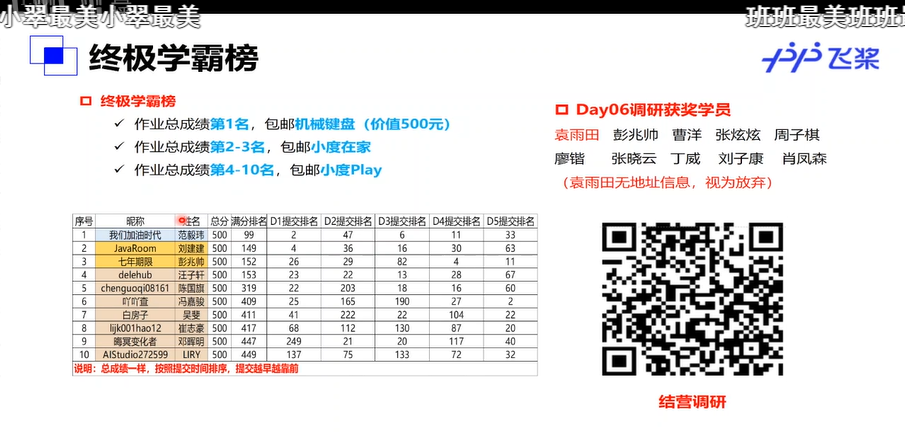 小翠最美小翠最美
班班最美班班最
终极学霸榜
飞桨
终极学霸榜
作业总成绩第1名，包邮机械键盘（价值500元）
作业总成绩第2-3名，包邮小度在家
作业总成绩第4-10名，包邮小度Play
Day06调研获奖学员
袁雨田 彭兆帅 曹洋 张炫炫 周子棋
廖锴 张晓云 丁威 刘子康 肖凤森
（袁雨田无地址信息，视为放弃）
序号 昵称 姓名 总分 满分排名 D1提交排名 D2提交排名 D3提交排名 D4提交排名 D5提交排名
1 我们加油时代 范毅玮 500 99 2 47 6 11 33
2 JavaRoom 刘建建 500 149 4 36 16 30 63
3 七年期限 彭兆帅 500 152 26 29 82 4 11
4 delehub 汪子轩 500 153 23 22 13 28 67
5 chenguoqi08161 陈国旗 500 319 22 203 18 16 60
6 吖吖查 冯嘉骏 500 409 25 165 190 27 2
7 白房子 吴斐 500 411 41 222 22 104 22
8 lijk001hao12 崔志豪 500 417 68 112 130 87 20
9 晦冥变化者 邓晖明 500 447 249 21 20 117 40
10 AIStudio272599 LIRY 500 449 137 75 133 72 32
说明：总成绩一样，按照提交时间排序，提交越早越靠前
结营调研